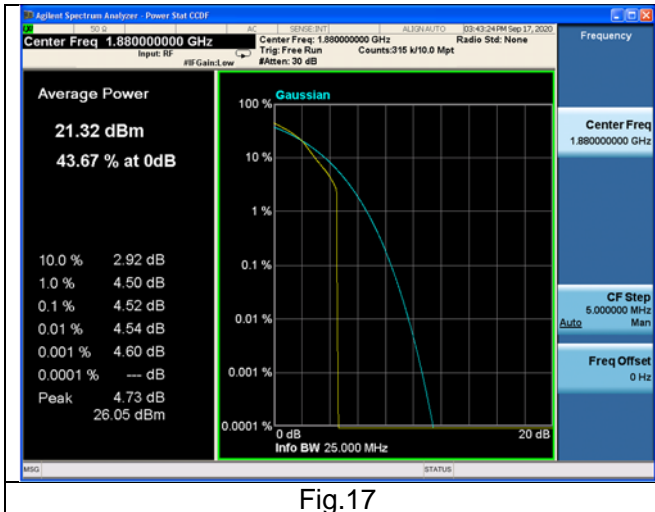 Agilent Spectrum Analyzer - Power Stat CCDF
50 Ω AC SENSE:INT ALIGN AUTO 03:43:24 PM Sep 17, 2020
Center Freq 1.880000000 GHz
Input: RF
#IFGain:Low
Center Freq: 1.880000000 GHz Radio Std: None
Trig: Free Run Counts:315 k/10.0 Mpt
#Atten: 30 dB
Frequency
Average Power
21.32 dBm
43.67 % at 0dB
10.0 % 2.92 dB
1.0 % 4.50 dB
0.1 % 4.52 dB
0.01 % 4.54 dB
0.001 % 4.60 dB
0.0001 % --- dB
Peak 4.73 dB
26.05 dBm
Gaussian
100 %
10 %
1 %
0.1 %
0.01 %
0.001 %
0.0001 %
0 dB 20 dB
Info BW 25.000 MHz
Center Freq
1.880000000 GHz
CF Step
5.000000 MHz
Auto Man
Freq Offset
0 Hz
MSG STATUS
Fig.17